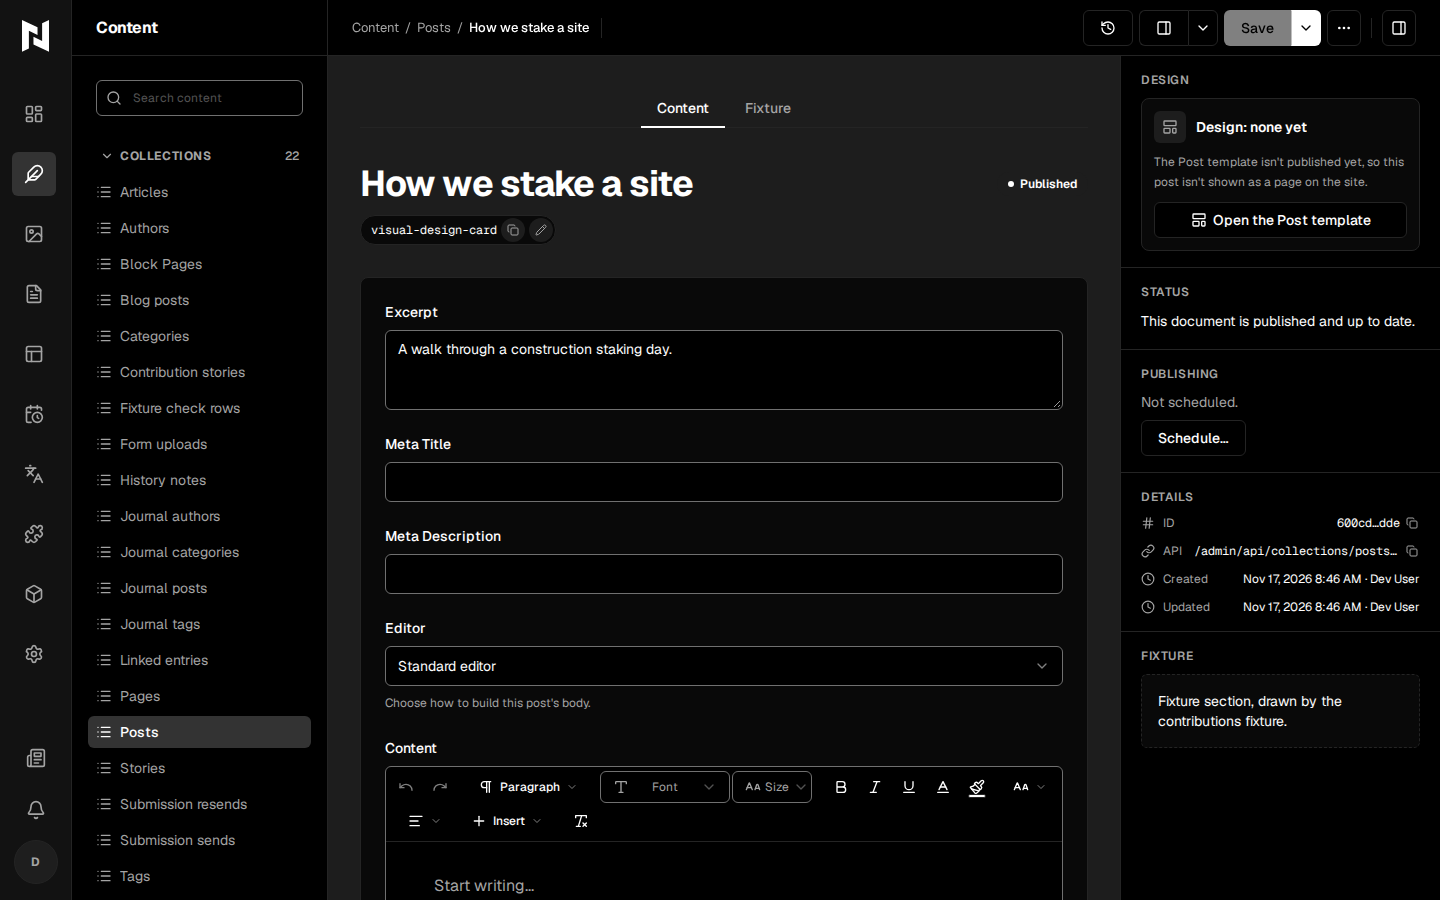 Content
Content / Posts / How we stake a site
Save
Search content
COLLECTIONS 22
Articles
Authors
Block Pages
Blog posts
Categories
Contribution stories
Fixture check rows
Form uploads
History notes
Journal authors
Journal categories
Journal posts
Journal tags
Linked entries
Pages
Posts
Stories
Submission resends
Submission sends
Tags
D
Content Fixture
How we stake a site
Published
visual-design-card
Excerpt
A walk through a construction staking day.
Meta Title
Meta Description
Editor
Standard editor
Choose how to build this post's body.
Content
Paragraph Font AA Size B I U A AA
Insert
Start writing...
DESIGN
Design: none yet
The Post template isn't published yet, so this
post isn't shown as a page on the site.
Open the Post template
STATUS
This document is published and up to date.
PUBLISHING
Not scheduled.
Schedule...
DETAILS
ID 600cd…dde
API /admin/api/collections/posts…
Created Nov 17, 2026 8:46 AM · Dev User
Updated Nov 17, 2026 8:46 AM · Dev User
FIXTURE
Fixture section, drawn by the
contributions fixture.